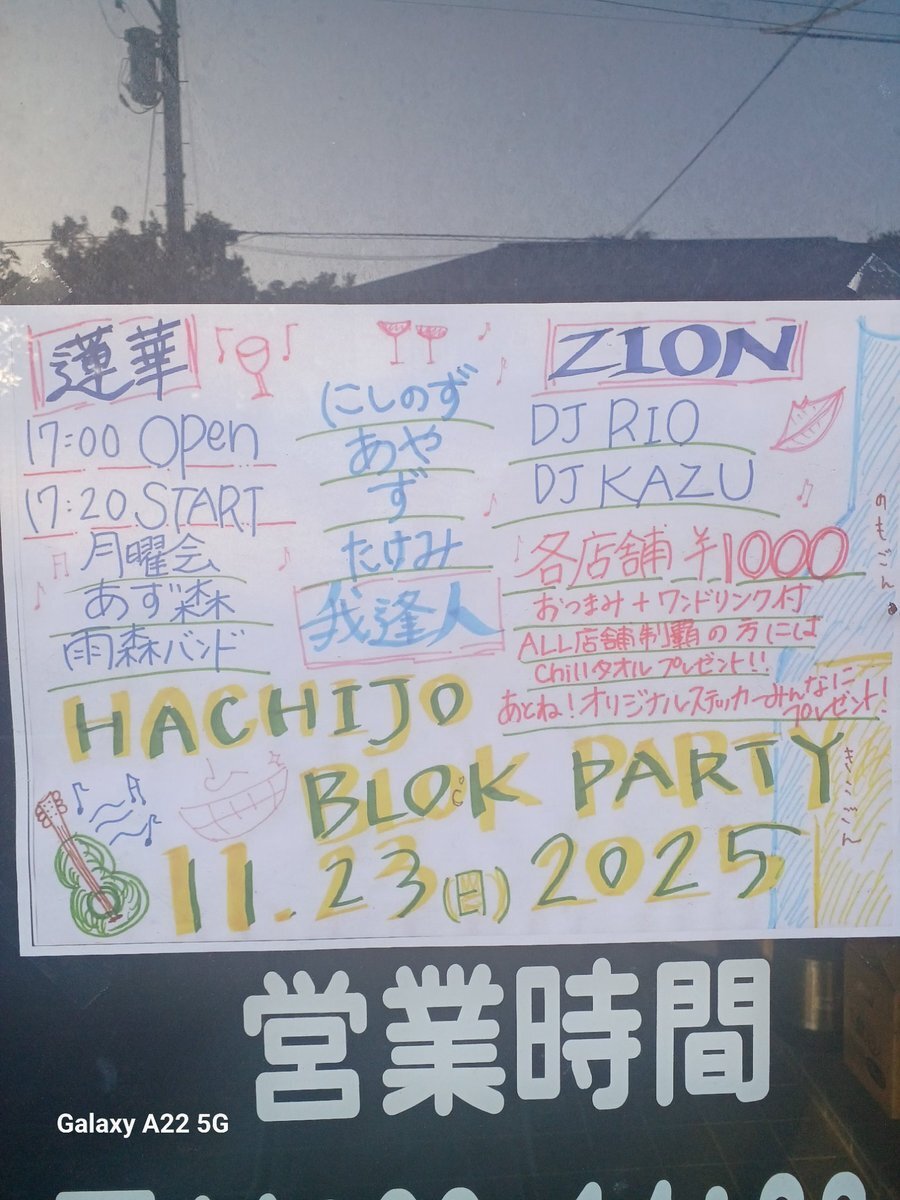 蓮華
17:00 Open
17:20 START
月曜会
あず森
雨森バンド
にしのず
あや
ず
たけみ
我逢人
ZION
DJ RIO
DJ KAZU
各店舗 ¥1000
おつまみ+ワンドリンク付
ALL店舗制覇の方には
Chillタオルプレゼント!!
あとね!オリジナルステッカーみんなに
プレゼント!
のもごん
HACHIJO
BLOcK PARTY
11.23(日) 2025
営業時間
Galaxy A22 5G